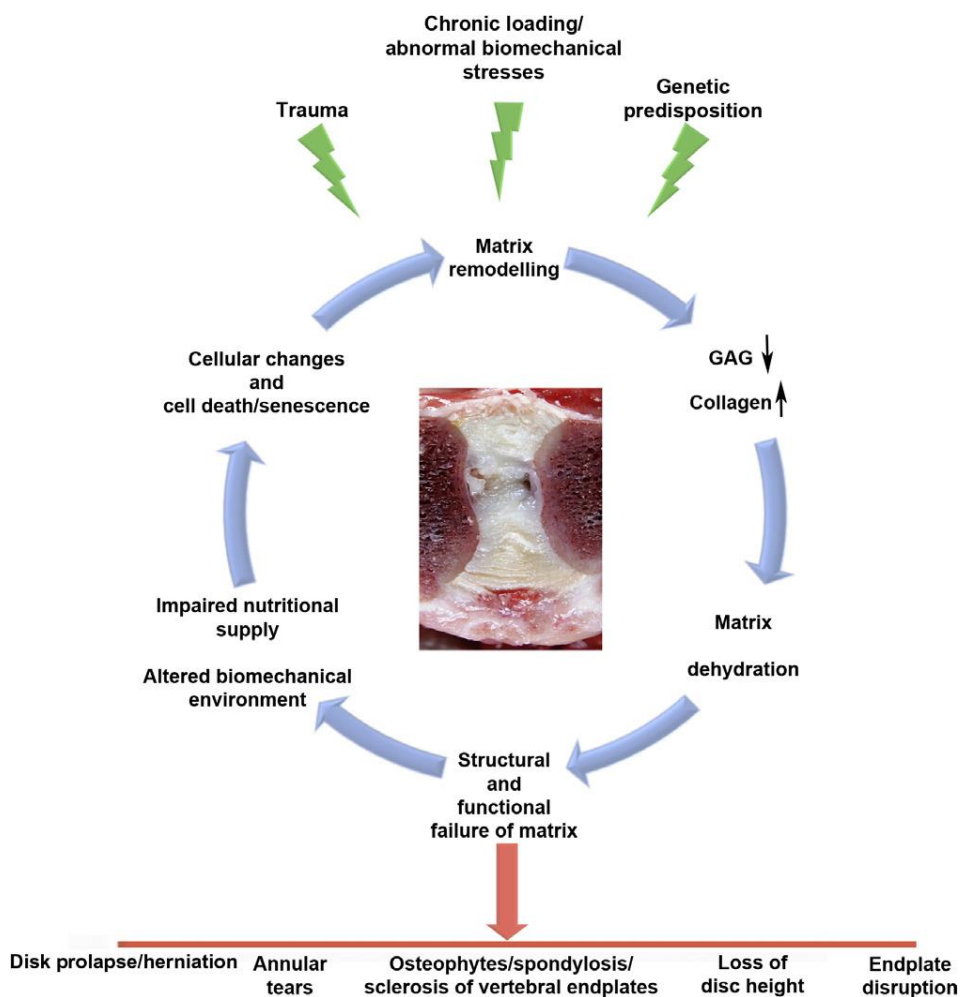 Chronic loading/
abnormal biomechanical
stresses
Trauma
Genetic
predisposition
Matrix
remodelling
GAG
Collagen
Matrix
dehydration
Structural
and
functional
failure of matrix
Impaired nutritional
supply
Altered biomechanical
environment
Cellular changes
and
cell death/senescence
Disk prolapse/herniation
Annular
tears
Osteophytes/spondylosis/
sclerosis of vertebral endplates
Loss of
disc height
Endplate
disruption